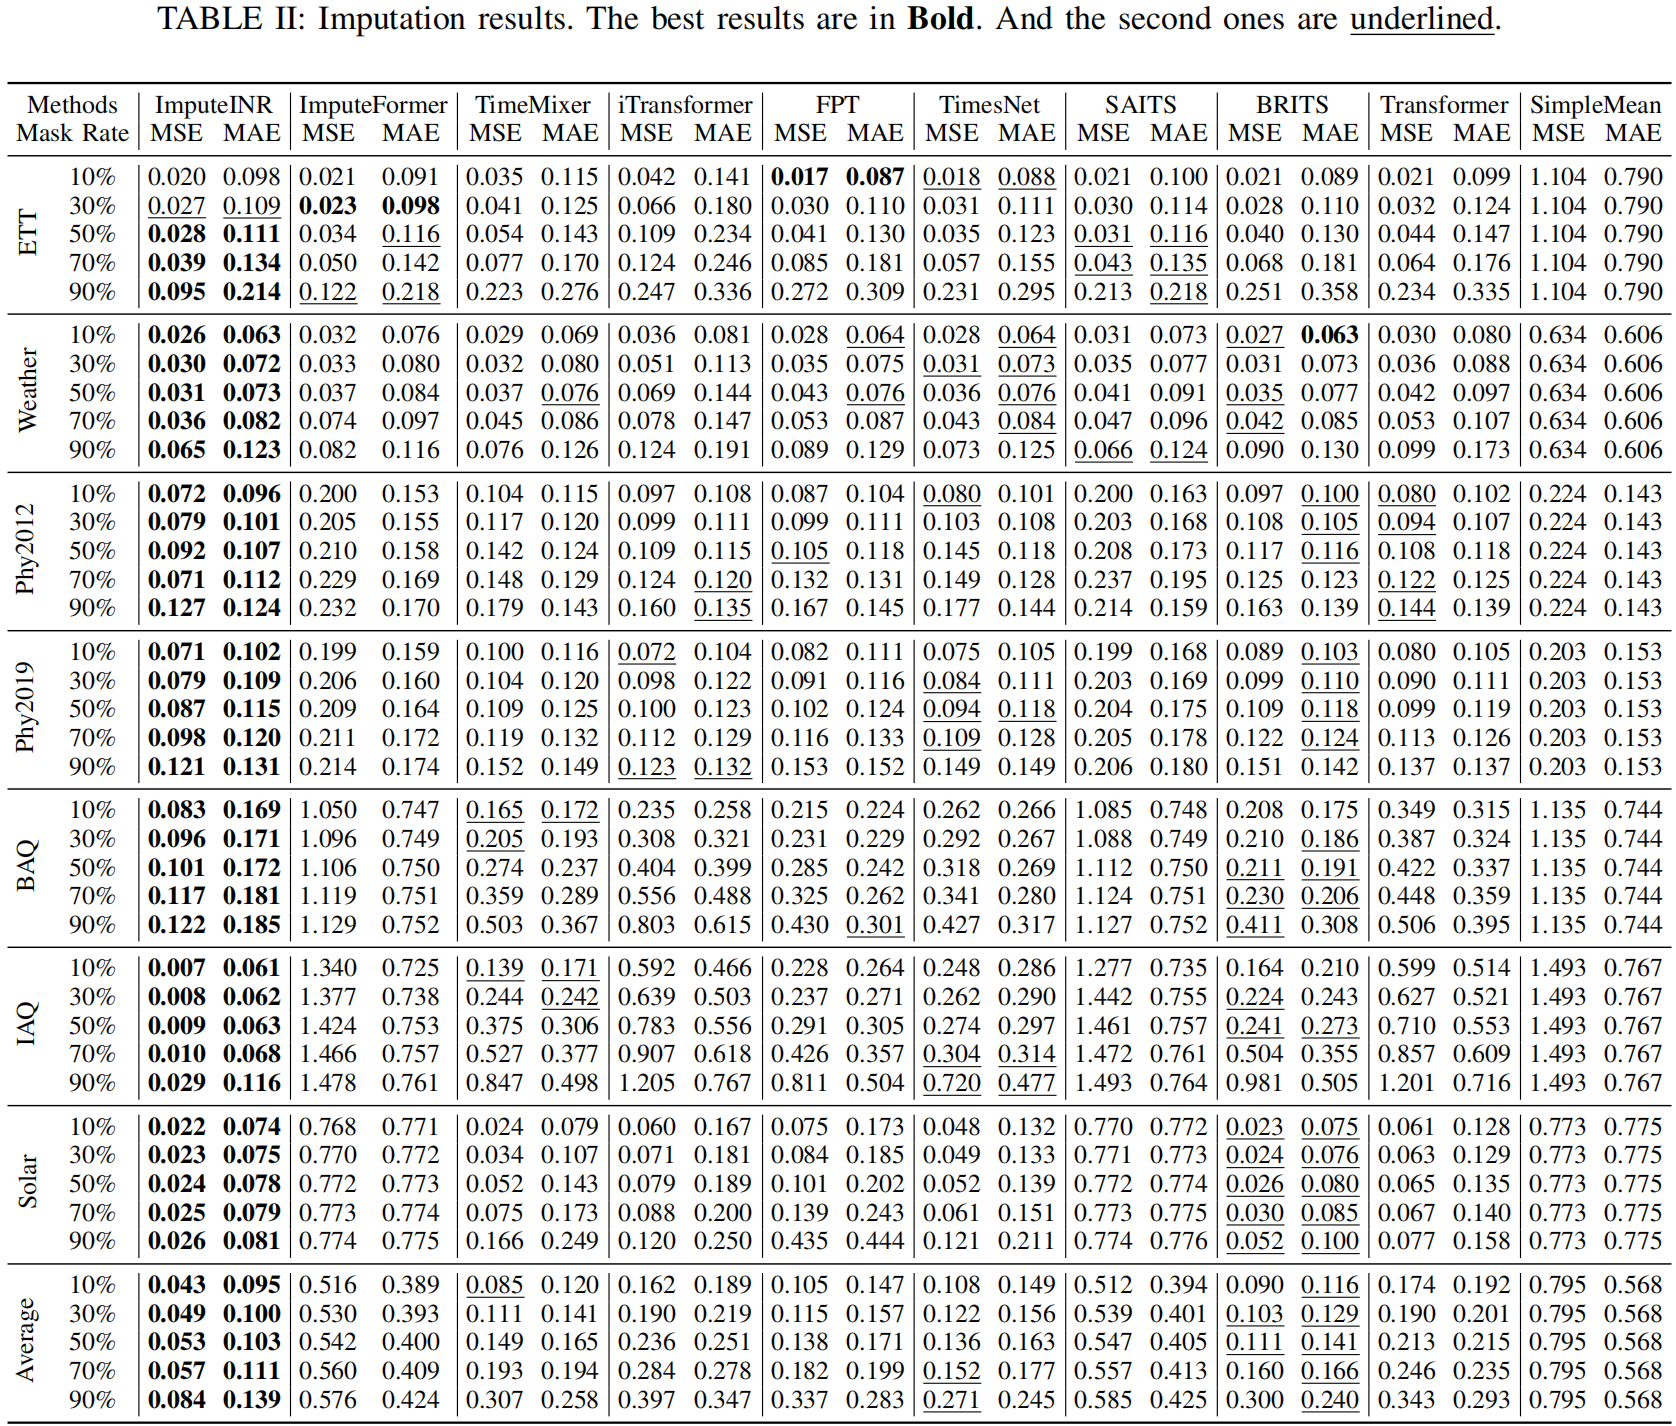 TABLE II: Imputation results. The best results are in Bold. And the second ones are underlined.
Methods ImputeINR ImputeFormer TimeMixer iTransformer FPT TimesNet SAITS BRITS Transformer SimpleMean
Mask Rate MSE MAE MSE MAE MSE MAE MSE MAE MSE MAE MSE MAE MSE MAE MSE MAE MSE MAE MSE MAE
ETT
10% 0.020 0.098 0.021 0.091 0.035 0.115 0.042 0.141 0.017 0.087 0.018 0.088 0.021 0.100 0.021 0.089 0.021 0.099 1.104 0.790
30% 0.027 0.109 0.023 0.098 0.041 0.125 0.066 0.180 0.030 0.110 0.031 0.111 0.030 0.114 0.028 0.110 0.032 0.124 1.104 0.790
50% 0.028 0.111 0.034 0.116 0.054 0.143 0.109 0.234 0.041 0.130 0.035 0.123 0.031 0.116 0.040 0.130 0.044 0.147 1.104 0.790
70% 0.039 0.134 0.050 0.142 0.077 0.170 0.124 0.246 0.085 0.181 0.057 0.155 0.043 0.135 0.068 0.181 0.064 0.176 1.104 0.790
90% 0.095 0.214 0.122 0.218 0.223 0.276 0.247 0.336 0.272 0.309 0.231 0.295 0.213 0.218 0.251 0.358 0.234 0.335 1.104 0.790
Weather
10% 0.026 0.063 0.032 0.076 0.029 0.069 0.036 0.081 0.028 0.064 0.028 0.064 0.031 0.073 0.027 0.063 0.030 0.080 0.634 0.606
30% 0.030 0.072 0.033 0.080 0.032 0.080 0.051 0.113 0.035 0.075 0.031 0.073 0.035 0.077 0.031 0.073 0.036 0.088 0.634 0.606
50% 0.031 0.073 0.037 0.084 0.037 0.076 0.069 0.144 0.043 0.076 0.036 0.076 0.041 0.091 0.035 0.077 0.042 0.097 0.634 0.606
70% 0.036 0.082 0.074 0.097 0.045 0.086 0.078 0.147 0.053 0.087 0.043 0.084 0.047 0.096 0.042 0.085 0.053 0.107 0.634 0.606
90% 0.065 0.123 0.082 0.116 0.076 0.126 0.124 0.191 0.089 0.129 0.073 0.125 0.066 0.124 0.090 0.130 0.099 0.173 0.634 0.606
Phy2012
10% 0.072 0.096 0.200 0.153 0.104 0.115 0.097 0.108 0.087 0.104 0.080 0.101 0.200 0.163 0.097 0.100 0.080 0.102 0.224 0.143
30% 0.079 0.101 0.205 0.155 0.117 0.120 0.099 0.111 0.099 0.111 0.103 0.108 0.203 0.168 0.108 0.105 0.094 0.107 0.224 0.143
50% 0.092 0.107 0.210 0.158 0.142 0.124 0.109 0.115 0.105 0.118 0.145 0.118 0.208 0.173 0.117 0.116 0.108 0.118 0.224 0.143
70% 0.071 0.112 0.229 0.169 0.148 0.129 0.124 0.120 0.132 0.131 0.149 0.128 0.237 0.195 0.125 0.123 0.122 0.125 0.224 0.143
90% 0.127 0.124 0.232 0.170 0.179 0.143 0.160 0.135 0.167 0.145 0.177 0.144 0.214 0.159 0.163 0.139 0.144 0.139 0.224 0.143
Phy2019
10% 0.071 0.102 0.199 0.159 0.100 0.116 0.072 0.104 0.082 0.111 0.075 0.105 0.199 0.168 0.089 0.103 0.080 0.105 0.203 0.153
30% 0.079 0.109 0.206 0.160 0.104 0.120 0.098 0.122 0.091 0.116 0.084 0.111 0.203 0.169 0.099 0.110 0.090 0.111 0.203 0.153
50% 0.087 0.115 0.209 0.164 0.109 0.125 0.100 0.123 0.102 0.124 0.094 0.118 0.204 0.175 0.109 0.118 0.099 0.119 0.203 0.153
70% 0.098 0.120 0.211 0.172 0.119 0.132 0.112 0.129 0.116 0.133 0.109 0.128 0.205 0.178 0.122 0.124 0.113 0.126 0.203 0.153
90% 0.121 0.131 0.214 0.174 0.152 0.149 0.123 0.132 0.153 0.152 0.149 0.149 0.206 0.180 0.151 0.142 0.137 0.137 0.203 0.153
BAQ
10% 0.083 0.169 1.050 0.747 0.165 0.172 0.235 0.258 0.215 0.224 0.262 0.266 1.085 0.748 0.208 0.175 0.349 0.315 1.135 0.744
30% 0.096 0.171 1.096 0.749 0.205 0.193 0.308 0.321 0.231 0.229 0.292 0.267 1.088 0.749 0.210 0.186 0.387 0.324 1.135 0.744
50% 0.101 0.172 1.106 0.750 0.274 0.237 0.404 0.399 0.285 0.242 0.318 0.269 1.112 0.750 0.211 0.191 0.422 0.337 1.135 0.744
70% 0.117 0.181 1.119 0.751 0.359 0.289 0.556 0.488 0.325 0.262 0.341 0.280 1.124 0.751 0.230 0.206 0.448 0.359 1.135 0.744
90% 0.122 0.185 1.129 0.752 0.503 0.367 0.803 0.615 0.430 0.301 0.427 0.317 1.127 0.752 0.411 0.308 0.506 0.395 1.135 0.744
IAQ
10% 0.007 0.061 1.340 0.725 0.139 0.171 0.592 0.466 0.228 0.264 0.248 0.286 1.277 0.735 0.164 0.210 0.599 0.514 1.493 0.767
30% 0.008 0.062 1.377 0.738 0.244 0.242 0.639 0.503 0.237 0.271 0.262 0.290 1.442 0.755 0.224 0.243 0.627 0.521 1.493 0.767
50% 0.009 0.063 1.424 0.753 0.375 0.306 0.783 0.556 0.291 0.305 0.274 0.297 1.461 0.757 0.241 0.273 0.710 0.553 1.493 0.767
70% 0.010 0.068 1.466 0.757 0.527 0.377 0.907 0.618 0.426 0.357 0.304 0.314 1.472 0.761 0.504 0.355 0.857 0.609 1.493 0.767
90% 0.029 0.116 1.478 0.761 0.847 0.498 1.205 0.767 0.811 0.504 0.720 0.477 1.493 0.764 0.981 0.505 1.201 0.716 1.493 0.767
Solar
10% 0.022 0.074 0.768 0.771 0.024 0.079 0.060 0.167 0.075 0.173 0.048 0.132 0.770 0.772 0.023 0.075 0.061 0.128 0.773 0.775
30% 0.023 0.075 0.770 0.772 0.034 0.107 0.071 0.181 0.084 0.185 0.049 0.133 0.771 0.773 0.024 0.076 0.063 0.129 0.773 0.775
50% 0.024 0.078 0.772 0.773 0.052 0.143 0.079 0.189 0.101 0.202 0.052 0.139 0.772 0.774 0.026 0.080 0.065 0.135 0.773 0.775
70% 0.025 0.079 0.773 0.774 0.075 0.173 0.088 0.200 0.139 0.243 0.061 0.151 0.773 0.775 0.030 0.085 0.067 0.140 0.773 0.775
90% 0.026 0.081 0.774 0.775 0.166 0.249 0.120 0.250 0.435 0.444 0.121 0.211 0.774 0.776 0.052 0.100 0.077 0.158 0.773 0.775
Average
10% 0.043 0.095 0.516 0.389 0.085 0.120 0.162 0.189 0.105 0.147 0.108 0.149 0.512 0.394 0.090 0.116 0.174 0.192 0.795 0.568
30% 0.049 0.100 0.530 0.393 0.111 0.141 0.190 0.219 0.115 0.157 0.122 0.156 0.539 0.401 0.103 0.129 0.190 0.201 0.795 0.568
50% 0.053 0.103 0.542 0.400 0.149 0.165 0.236 0.251 0.138 0.171 0.136 0.163 0.547 0.405 0.111 0.141 0.213 0.215 0.795 0.568
70% 0.057 0.111 0.560 0.409 0.193 0.194 0.284 0.278 0.182 0.199 0.152 0.177 0.557 0.413 0.160 0.166 0.246 0.235 0.795 0.568
90% 0.084 0.139 0.576 0.424 0.307 0.258 0.397 0.347 0.337 0.283 0.271 0.245 0.585 0.425 0.300 0.240 0.343 0.293 0.795 0.568